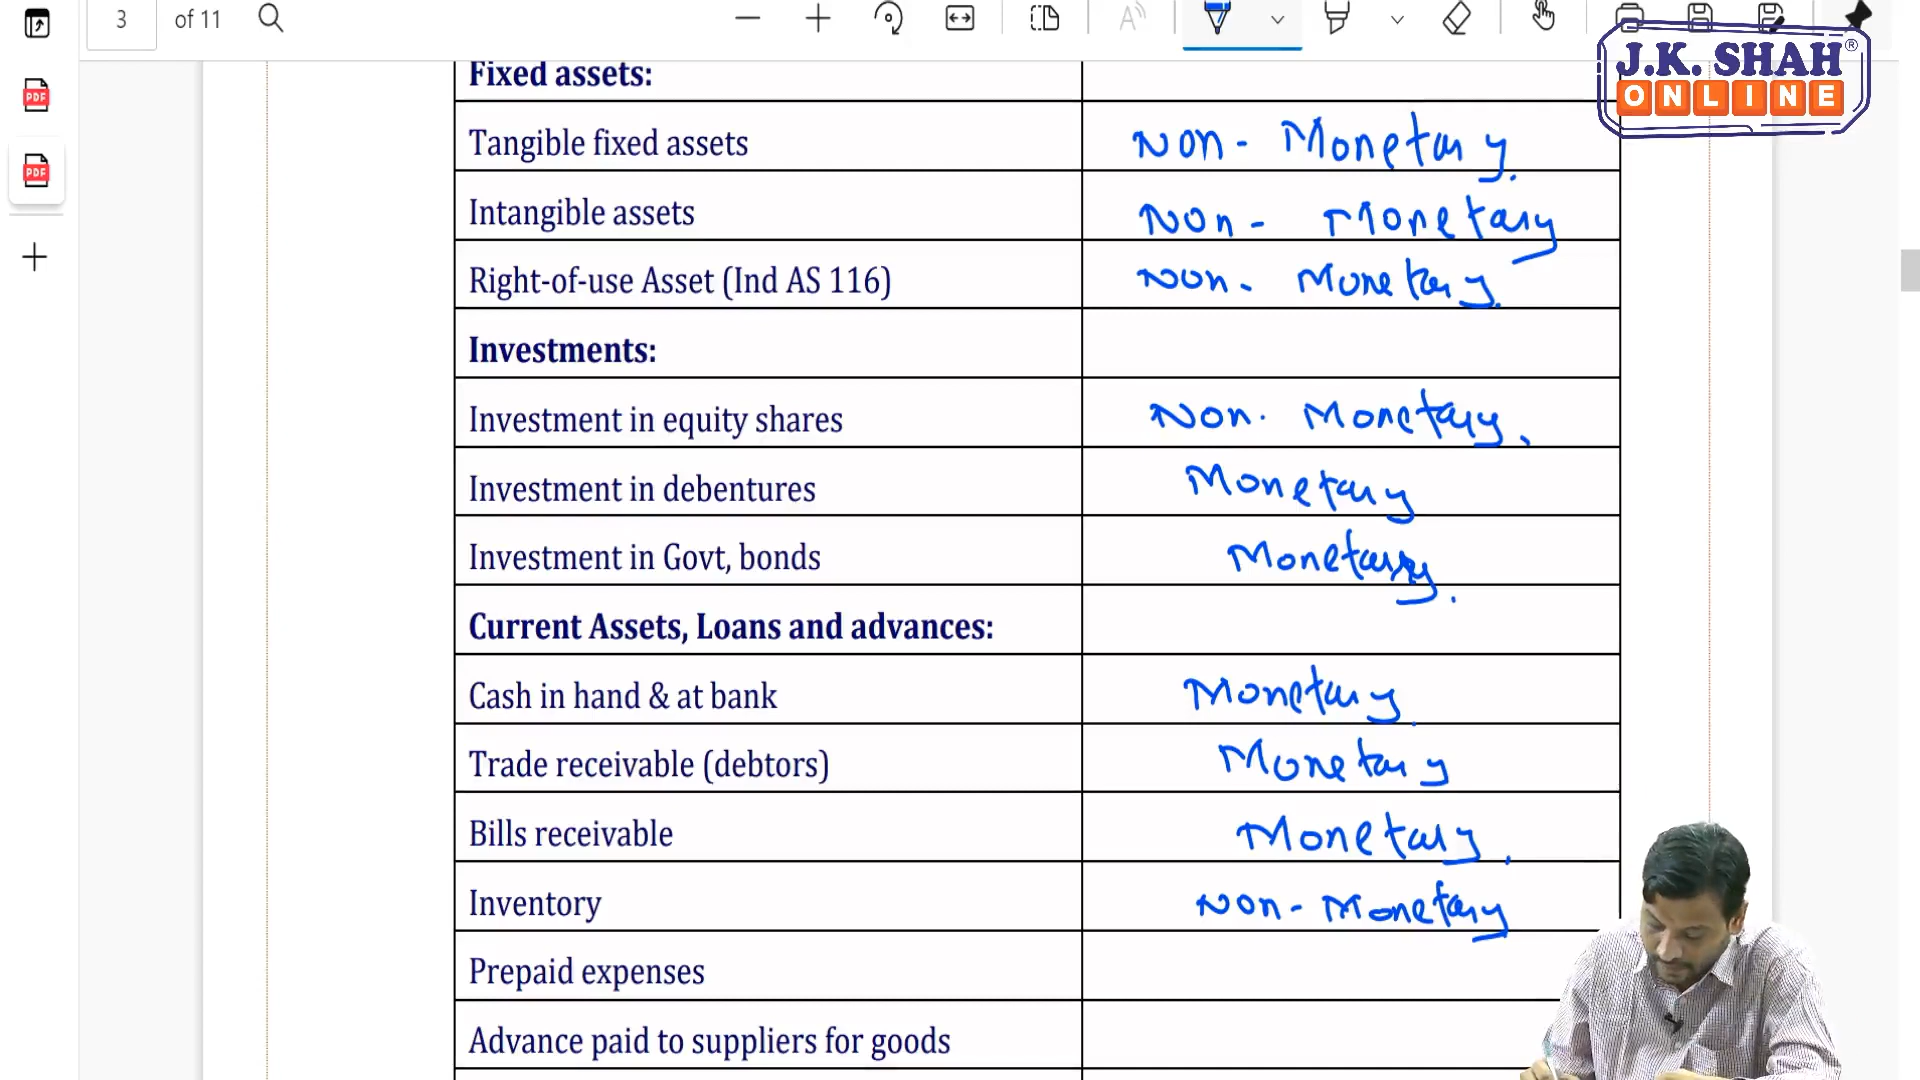 3 of 11
J.K. SHAH®
ONLINE
Fixed assets:
Tangible fixed assets Non - Monetary.
Intangible assets Non - Monetary
Right-of-use Asset (Ind AS 116) Non - Monetary.
Investments:
Investment in equity shares Non. Monetary.
Investment in debentures Monetary
Investment in Govt, bonds Monetary.
Current Assets, Loans and advances:
Cash in hand & at bank Monetary.
Trade receivable (debtors) Monetary
Bills receivable Monetary.
Inventory Non - Monetary
Prepaid expenses
Advance paid to suppliers for goods
PDF
PDF